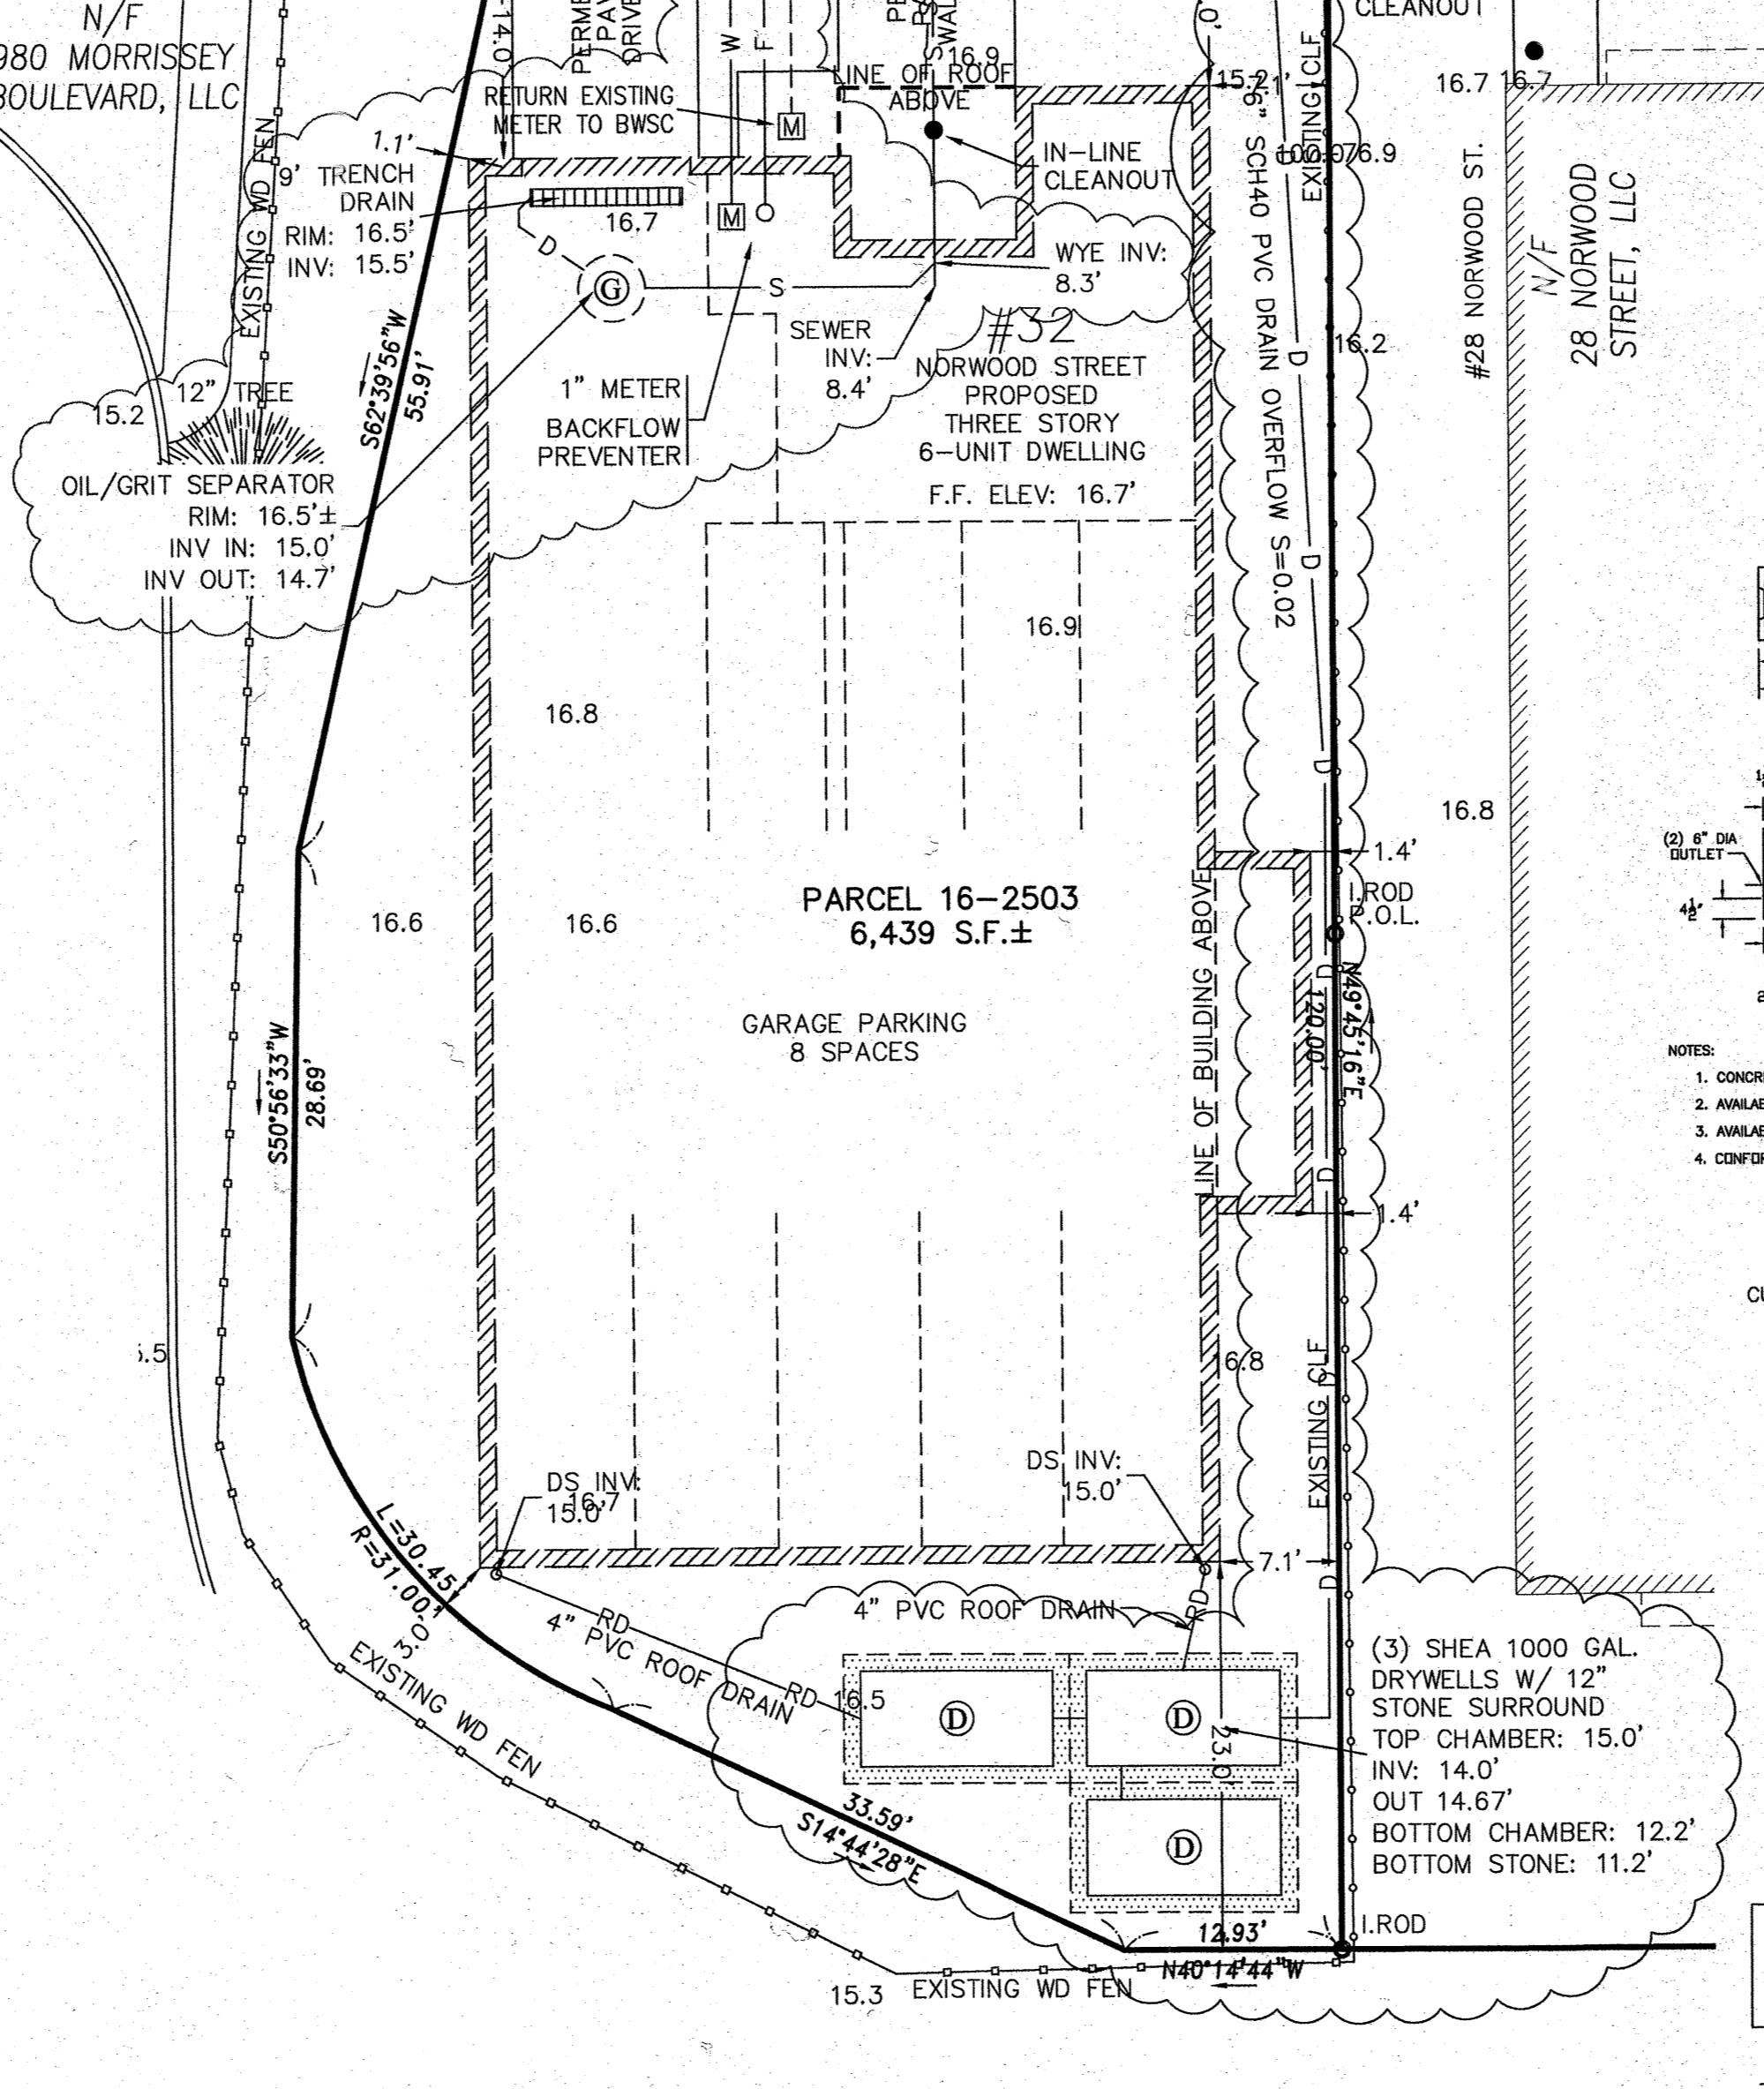 N/F
980 MORRISSEY
BOULEVARD, LLC
14.0'
W
F
16.9
LINE OF ROOF
ABOVE
CLEANOUT
RETURN EXISTING
METER TO BWSC
M
IN-LINE
CLEANOUT
15.2
EXISTING CLF
16.7 16.7
1.1'
9' TRENCH
DRAIN
RIM: 16.5'
INV: 15.5'
16.7
M
D
G
S
WYE INV:
8.3'
SEWER
INV:
8.4'
#32
NORWOOD STREET
PROPOSED
THREE STORY
6-UNIT DWELLING
F.F. ELEV: 16.7'
6" SCH40 PVC DRAIN OVERFLOW S=0.02
D
D
D
16.2
#28 NORWOOD ST.
N/F
28 NORWOOD
STREET, LLC
EXISTING WD FEN
S62°39'56"W
55.91'
1" METER
BACKFLOW
PREVENTER
15.2
12" TREE
OIL/GRIT SEPARATOR
RIM: 16.5'±
INV IN: 15.0'
INV OUT: 14.7'
16.9
16.8
16.8
(2) 6" DIA
OUTLET
1.4'
I.ROD
P.O.L.
PARCEL 16-2503
6,439 S.F.±
16.6
16.6
LINE OF BUILDING ABOVE
N49°45'16"E
120.00'
D
D
GARAGE PARKING
8 SPACES
S50°56'33"W
28.69'
NOTES:
1.
2.
3.
4.
1.4'
16.8
EXISTING CLF
D
DS INV:
15.0'
16.7
DS INV:
15.0'
7.1'
D
L=30.45'
R=31.00'
3.0'
RD
4" PVC ROOF DRAIN
RD
16.5
4" PVC ROOF DRAIN
RD
EXISTING WD FEN
D
D
D
23.0'
(3) SHEA 1000 GAL.
DRYWELLS W/ 12"
STONE SURROUND
TOP CHAMBER: 15.0'
INV: 14.0'
OUT 14.67'
BOTTOM CHAMBER: 12.2'
BOTTOM STONE: 11.2'
33.59'
S14°44'28"E
12.93'
N40°14'44"W
I.ROD
15.3
EXISTING WD FEN